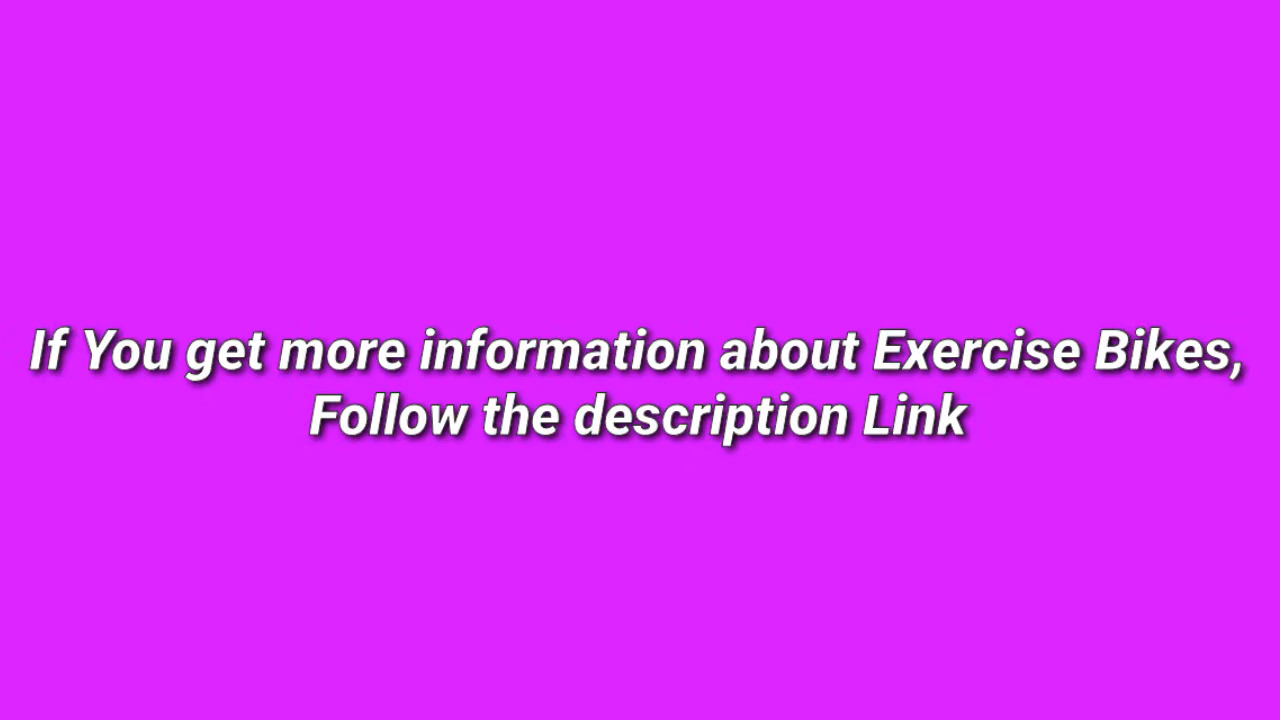 If You get more information about Exercise Bikes,
Follow the description Link